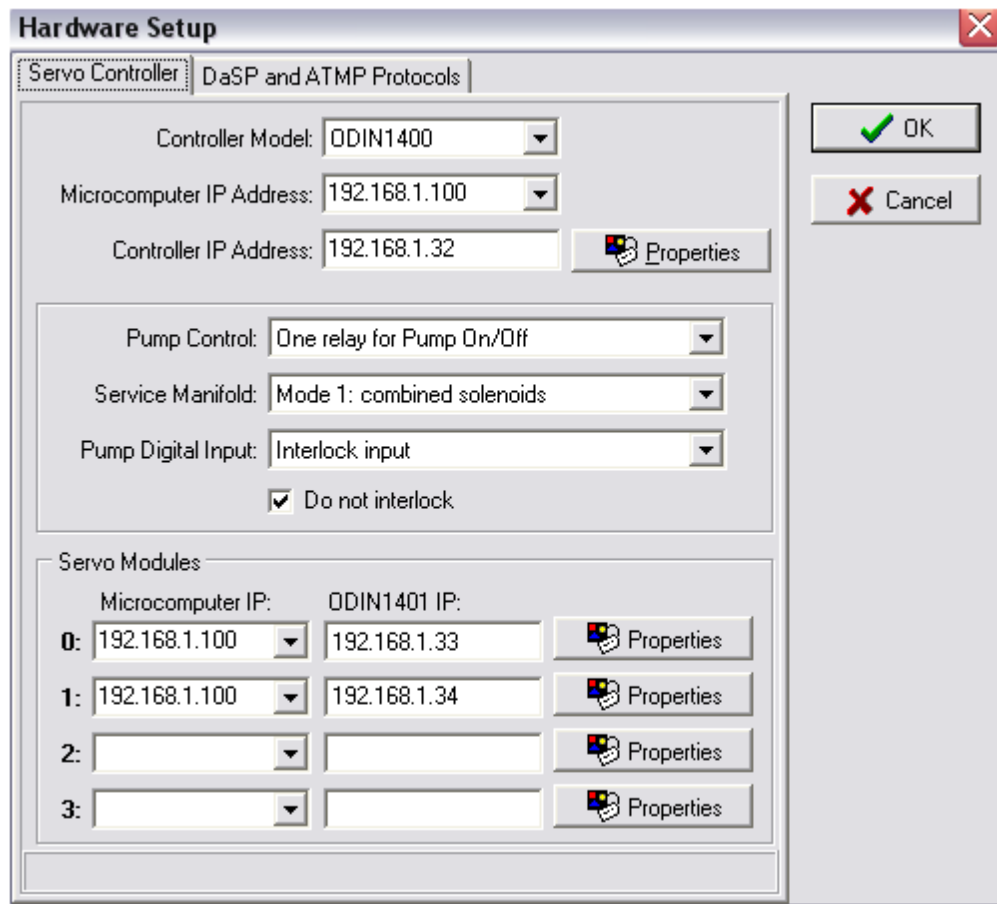 Hardware Setup
Servo Controller DaSP and ATMP Protocols
Controller Model: ODIN1400
OK
Microcomputer IP Address: 192.168.1.100
Cancel
Controller IP Address: 192.168.1.32 Properties
Pump Control: One relay for Pump On/Off
Service Manifold: Mode 1: combined solenoids
Pump Digital Input: Interlock input
Do not interlock
Servo Modules
Microcomputer IP: ODIN1401 IP:
0: 192.168.1.100 192.168.1.33 Properties
1: 192.168.1.100 192.168.1.34 Properties
2: Properties
3: Properties